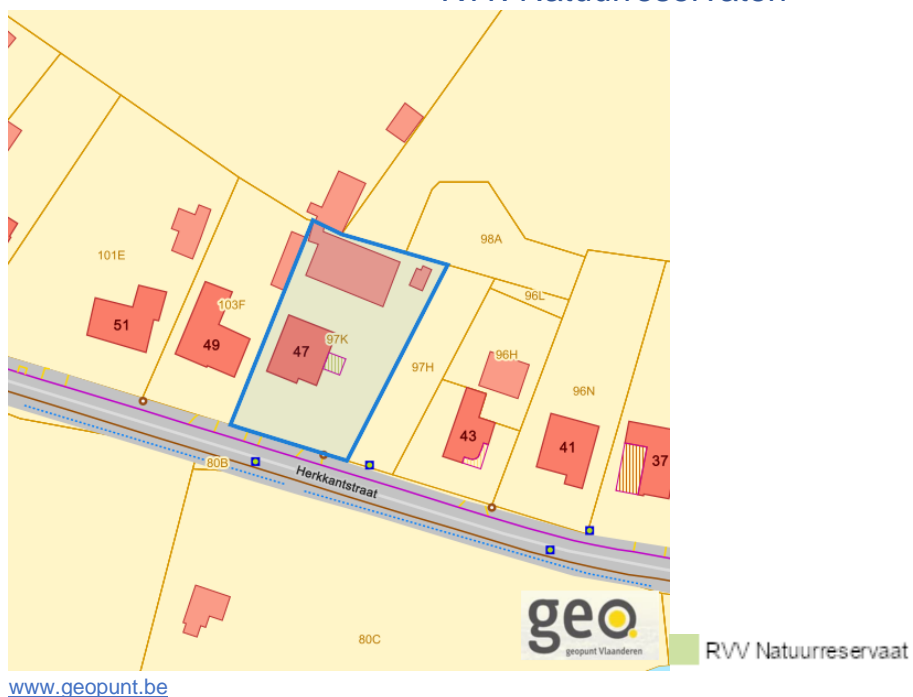 98A
101E
96L
103F
51
49
47
97K
97H
96H
96N
43
41
37
80B
Herkkantstraat
80C
geo
geopunt Vlaanderen
RVV Natuurreservaat
www.geopunt.be